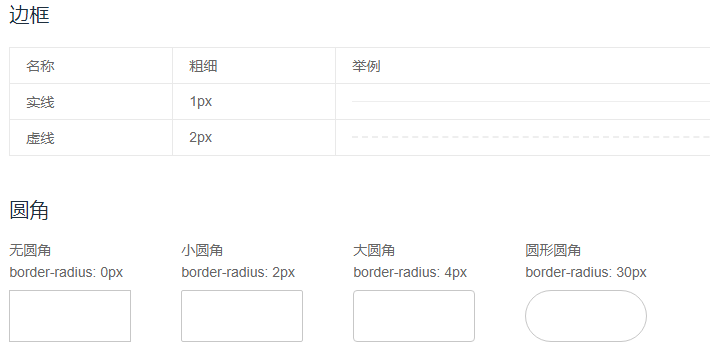 边框
名称 粗细 举例
实线 1px
虚线 2px
圆角
无圆角 小圆角 大圆角 圆形圆角
border-radius: 0px border-radius: 2px border-radius: 4px border-radius: 30px